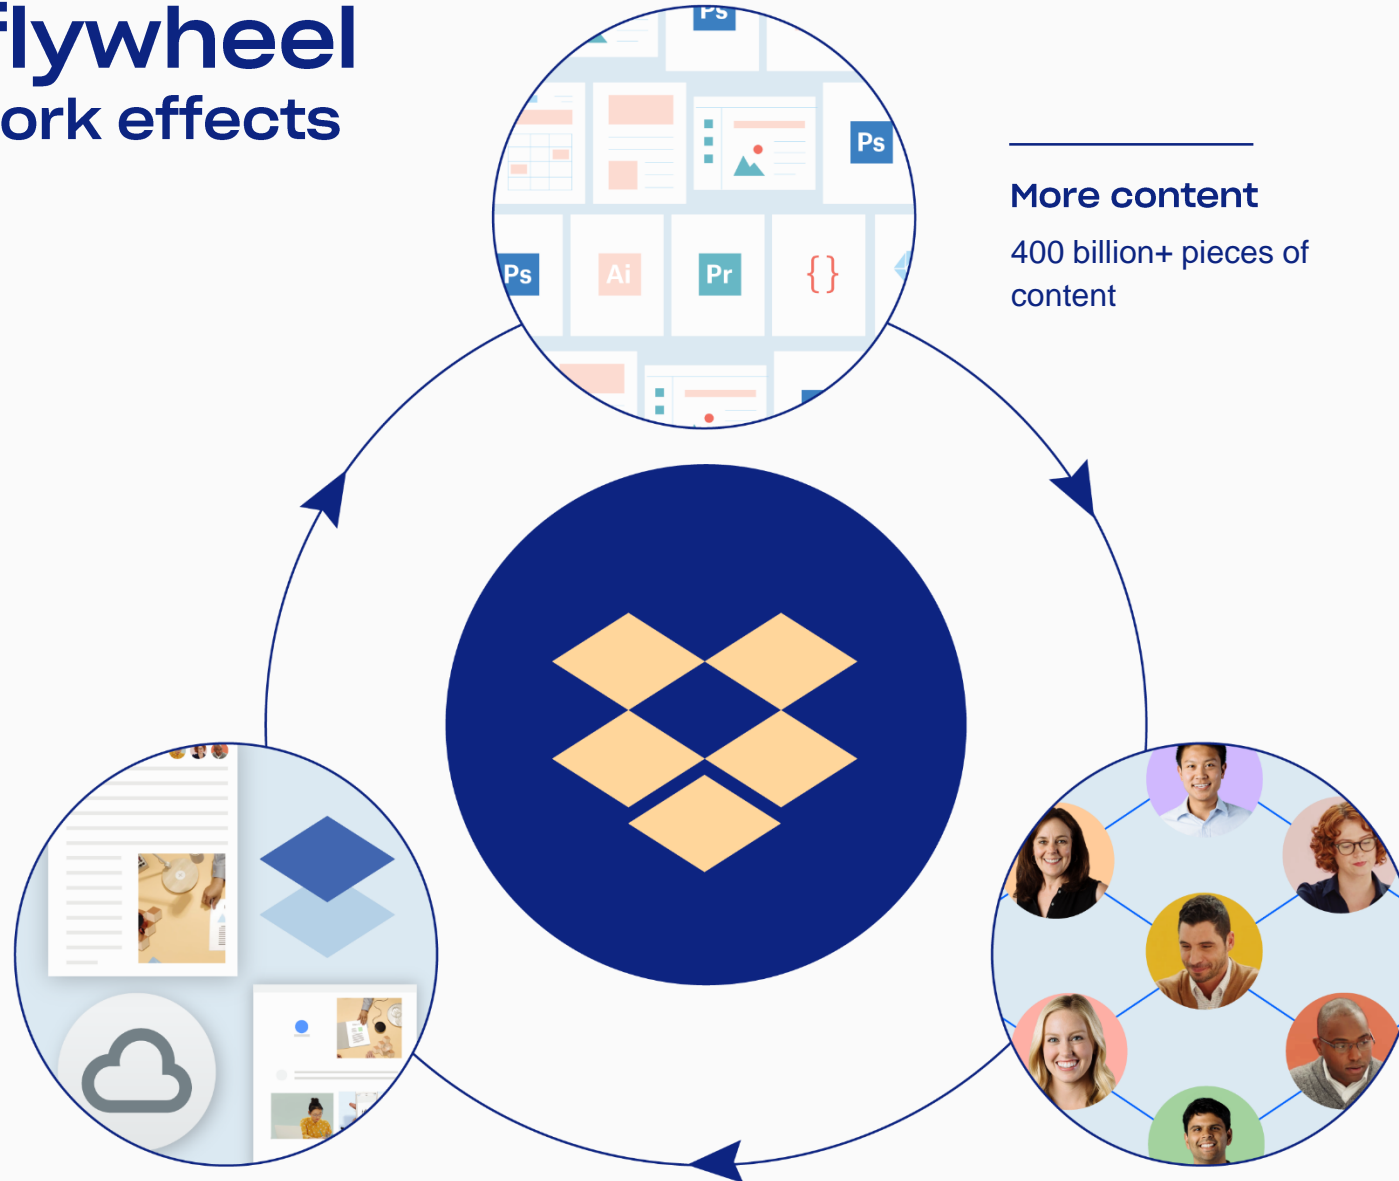 flywheel
ork effects
Ps
Ps
Ps
Ai
Pr
{}
More content
400 billion+ pieces of
content